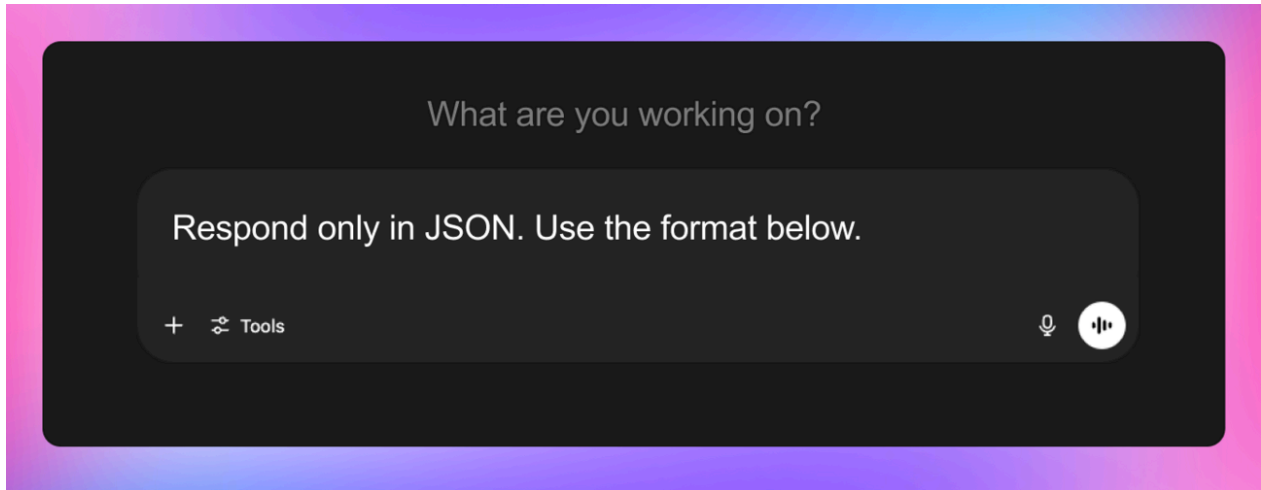 What are you working on?
Respond only in JSON. Use the format below.
Tools